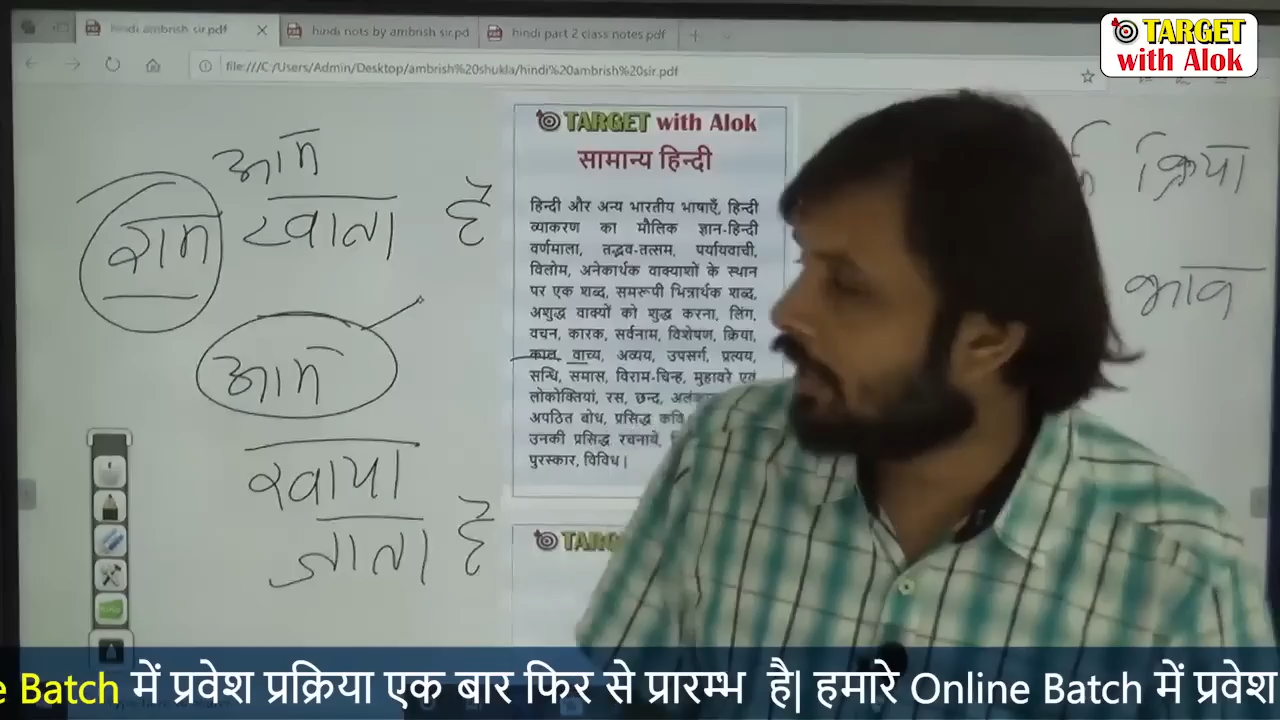 hindi ambrish sir.pdf
hindi nots by ambrish sir.pd
hindi part 2 class notes.pdf
file:///C:/Users/Admin/Desktop/ambrish%20shukla/hindi%20ambrish%20sir.pdf
TARGET
with Alok
TARGET with Alok
सामान्य हिन्दी
हिन्दी और अन्य भारतीय भाषाएँ, हिन्दी
व्याकरण का मौलिक ज्ञान-हिन्दी
वर्णमाला, तद्भव-तत्सम, पर्यायवाची,
विलोम, अनेकार्थक वाक्याशों के स्थान
पर एक शब्द, समरूपी भिन्नार्थक शब्द,
अशुद्ध वाक्यों को शुद्ध करना, लिंग,
वचन, कारक, सर्वनाम, विशेषण, क्रिया,
काल, वाच्य, अव्यय, उपसर्ग, प्रत्यय,
सन्धि, समास, विराम-चिन्ह, मुहावरे एवं
लोकोक्तियां, रस, छन्द,
अपठित बोध, प्रसिद्ध कवि
उनकी प्रसिद्ध रचनाये,
पुरस्कार, विविध|
आम
राम खाता है
आम
खाया
जाता है
क्रिया
भाव
Batch में प्रवेश प्रक्रिया एक बार फिर से प्रारम्भ है| हमारे Online Batch में प्रवेश